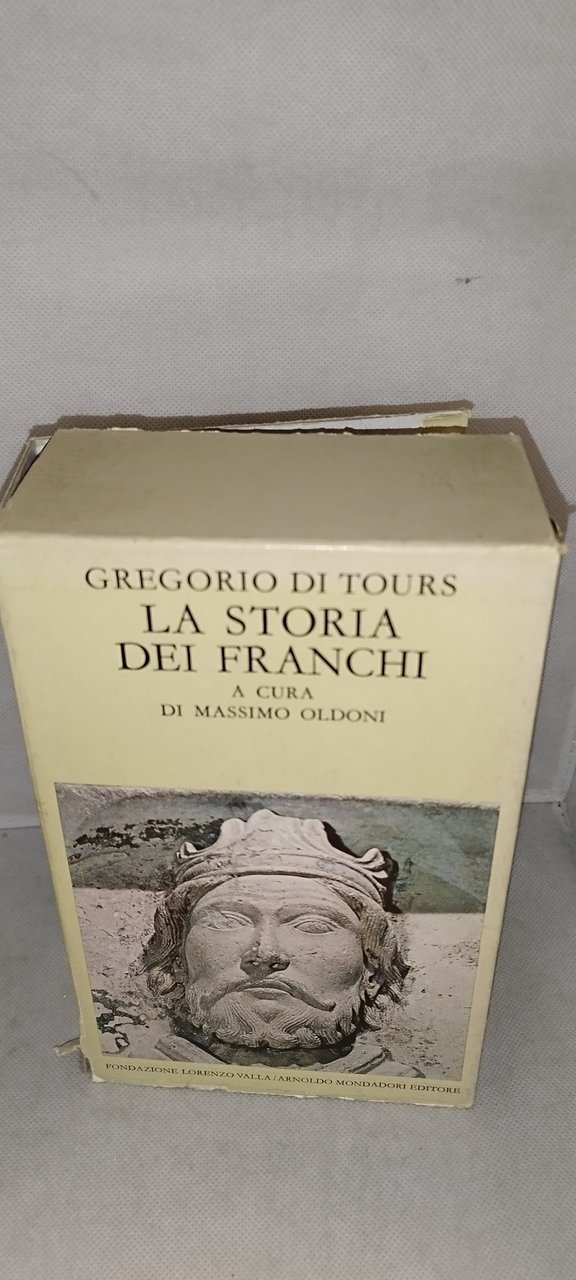 GREGORIO DI TOURS
LA STORIA
DEI FRANCHI
A CURA
DI MASSIMO OLDONI
FONDAZIONE LORENZO VALLA/ARNOLDO MONDADORI EDITORE